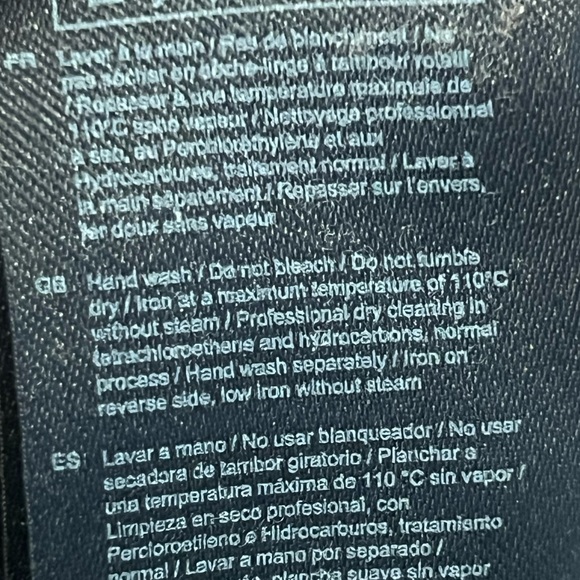 FR Laver à la main / Pas de blanchiment / Ne
pas sécher en sèche-linge à tambour rotatif
/ Repasser à une température maximale de
110°C sans vapeur / Nettoyage professionnel
à sec, au Perchloréthylène et aux
Hydrocarbures, traitement normal / Laver à
la main séparément / Repasser sur l'envers,
fer doux sans vapeur
GB Hand wash / Do not bleach / Do not tumble
dry / Iron at a maximum temperature of 110°C
without steam / Professional dry cleaning in
tetrachloroethene and hydrocarbons, normal
process / Hand wash separately / Iron on
reverse side, low iron without steam
ES Lavar a mano / No usar blanqueador / No usar
secadora de tambor giratorio / Planchar a
una temperatura máxima de 110 °C sin vapor /
Limpieza en seco profesional, con
Percloroetileno e Hidrocarburos, tratamiento
normal / Lavar a mano por separado /
plancha suave sin vapor